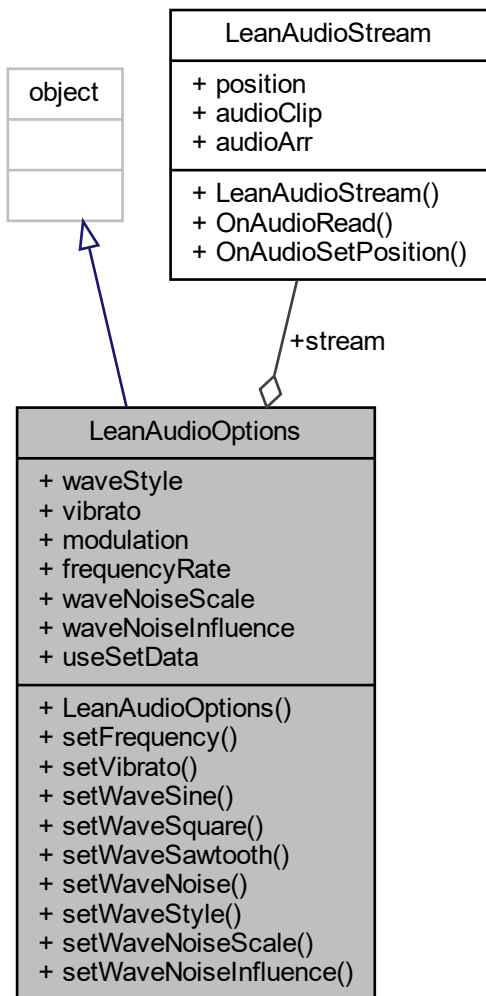 LeanAudioStream
+ position
+ audioClip
+ audioArr
+ LeanAudioStream()
+ OnAudioRead()
+ OnAudioSetPosition()
object
+stream
LeanAudioOptions
+ waveStyle
+ vibrato
+ modulation
+ frequencyRate
+ waveNoiseScale
+ waveNoiseInfluence
+ useSetData
+ LeanAudioOptions()
+ setFrequency()
+ setVibrato()
+ setWaveSine()
+ setWaveSquare()
+ setWaveSawtooth()
+ setWaveNoise()
+ setWaveStyle()
+ setWaveNoiseScale()
+ setWaveNoiseInfluence()